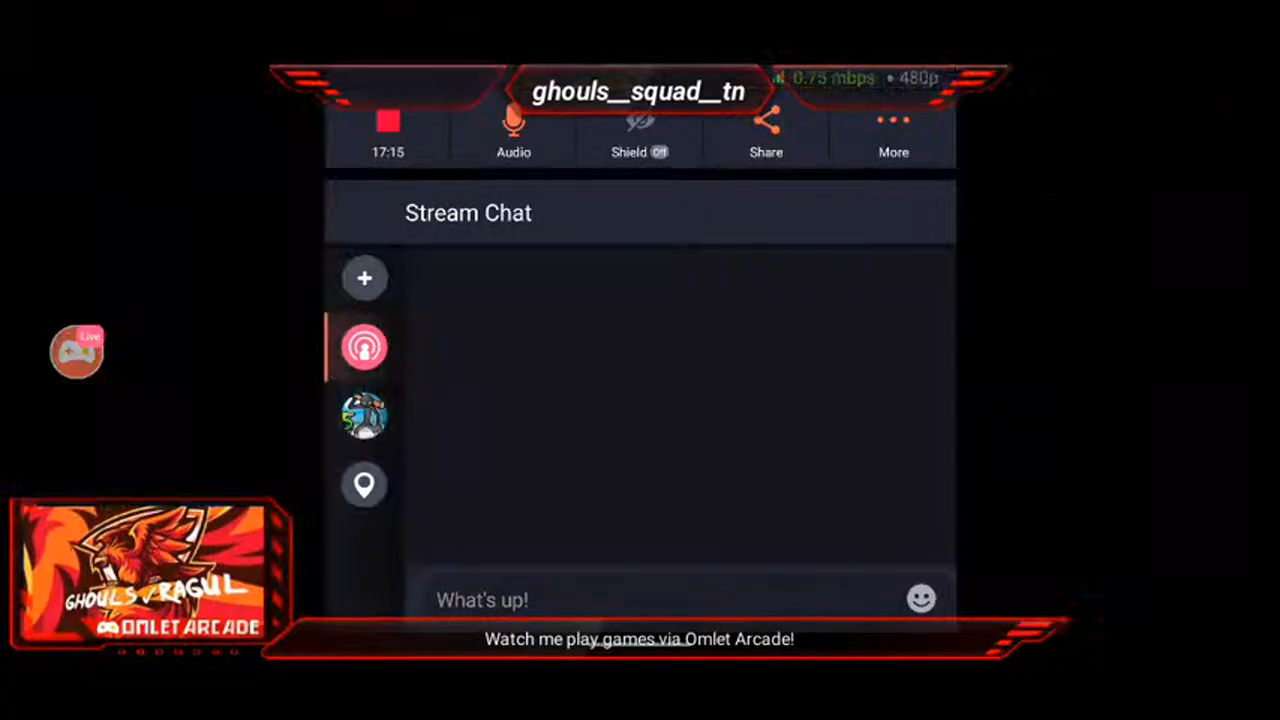 ghouls__squad__tn
0.75 mbps • 480p
17:15
Audio
Shield Off
Share
More
Stream Chat
Live
What's up!
GHOULS √ RAGUL
OMLET ARCADE
Watch me play games via Omlet Arcade!